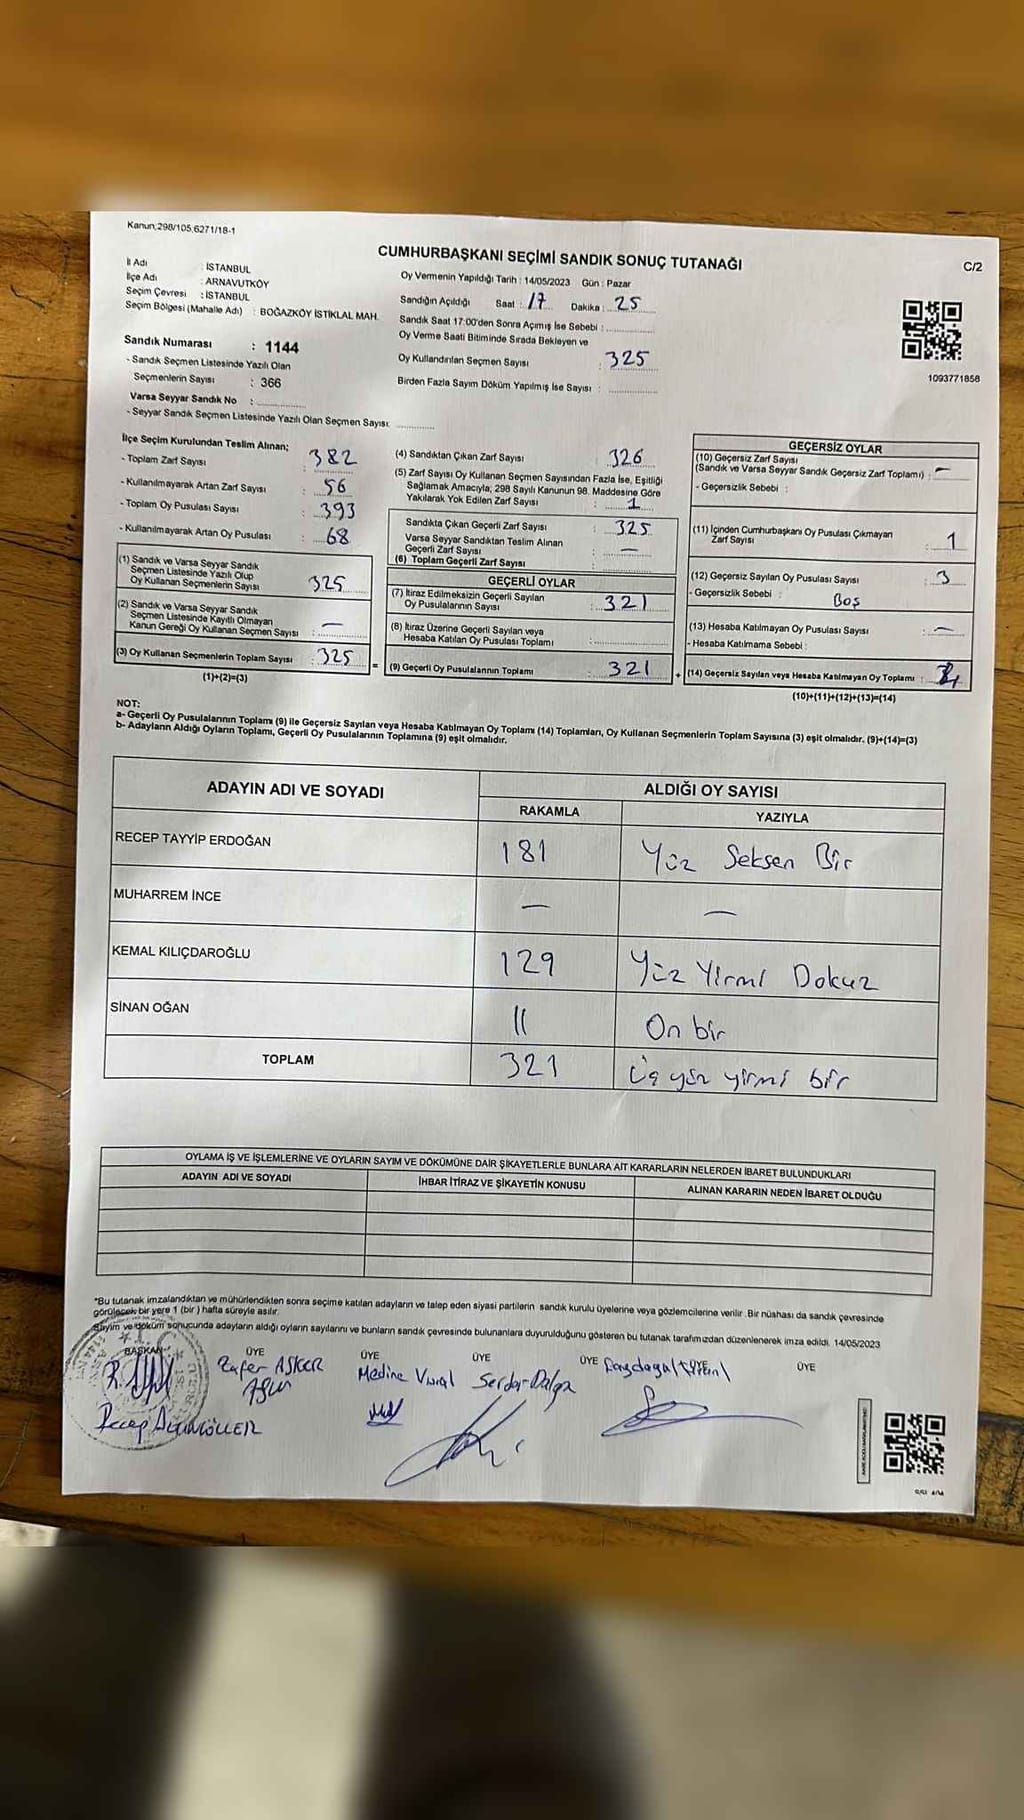 Kanun:298/105,6271/18-1
CUMHURBAŞKANI SEÇİMİ SANDIK SONUÇ TUTANAĞI
C/2
İl Adı : İSTANBUL
İlçe Adı : ARNAVUTKÖY
Seçim Çevresi : İSTANBUL
Seçim Bölgesi (Mahalle Adı) : BOĞAZKÖY İSTİKLAL MAH.
Oy Vermenin Yapıldığı Tarih : 14/05/2023 Gün : Pazar
Sandığın Açıldığı Saat : 17 Dakika : 25
Sandık Saat 17:00'den Sonra Açımış İse Sebebi :
Oy Verme Saati Bitiminde Sırada Bekleyen ve
Oy Kullandırılan Seçmen Sayısı : 325
Birden Fazla Sayım Döküm Yapılmış İse Sayısı :
1093771858
Sandık Numarası : 1144
- Sandık Seçmen Listesinde Yazılı Olan
Seçmenlerin Sayısı : 366
Varsa Seyyar Sandık No :
- Seyyar Sandık Seçmen Listesinde Yazılı Olan Seçmen Sayısı:
İlçe Seçim Kurulundan Teslim Alınan;
- Toplam Zarf Sayısı : 382
- Kullanılmayarak Artan Zarf Sayısı : 56
- Toplam Oy Pusulası Sayısı : 393
- Kullanılmayarak Artan Oy Pusulası : 68
(1) Sandık ve Varsa Seyyar Sandık
Seçmen Listesinde Yazılı Olup
Oy Kullanan Seçmenlerin Sayısı : 325
(2) Sandık ve Varsa Seyyar Sandık
Seçmen Listesinde Kayıtlı Olmayan
Kanun Gereği Oy Kullanan Seçmen Sayısı : —
(3) Oy Kullanan Seçmenlerin Toplam Sayısı : 325
(1)+(2)=(3)
(4) Sandıktan Çıkan Zarf Sayısı : 326
(5) Zarf Sayısı Oy Kullanan Seçmen Sayısından Fazla İse, Eşitliği
Sağlamak Amacıyla, 298 Sayılı Kanunun 98. Maddesine Göre
Yakılarak Yok Edilen Zarf Sayısı : 1
Sandıkta Çıkan Geçerli Zarf Sayısı : 325
Varsa Seyyar Sandıktan Teslim Alınan
Geçerli Zarf Sayısı : —
(6) Toplam Geçerli Zarf Sayısı :
GEÇERLİ OYLAR
(7) İtiraz Edilmeksizin Geçerli Sayılan
Oy Pusulalarının Sayısı : 321
(8) İtiraz Üzerine Geçerli Sayılan veya
Hesaba Katılan Oy Pusulası Toplamı :
= (9) Geçerli Oy Pusulalarının Toplamı : 321
GEÇERSİZ OYLAR
(10) Geçersiz Zarf Sayısı
(Sandık ve Varsa Seyyar Sandık Geçersiz Zarf Toplamı) : —
- Geçersizlik Sebebi :
(11) İçinden Cumhurbaşkanı Oy Pusulası Çıkmayan
Zarf Sayısı : 1
(12) Geçersiz Sayılan Oy Pusulası Sayısı : 3
- Geçersizlik Sebebi : Boş
(13) Hesaba Katılmayan Oy Pusulası Sayısı : —
- Hesaba Katılmama Sebebi :
+ (14) Geçersiz Sayılan veya Hesaba Katılmayan Oy Toplamı :
(10)+(11)+(12)+(13)=(14)
NOT:
a- Geçerli Oy Pusulalarının Toplamı (9) ile Geçersiz Sayılan veya Hesaba Katılmayan Oy Toplamı (14) Toplamları, Oy Kullanan Seçmenlerin Toplam Sayısına (3) eşit olmalıdır. (9)+(14)=(3)
b- Adayların Aldığı Oyların Toplamı, Geçerli Oy Pusulalarının Toplamına (9) eşit olmalıdır.
ADAYIN ADI VE SOYADI
ALDIĞI OY SAYISI
RAKAMLA YAZIYLA
RECEP TAYYİP ERDOĞAN 181 Yüz Seksen Bir
MUHARREM İNCE — —
KEMAL KILIÇDAROĞLU 129 Yüz Yirmi Dokuz
SİNAN OĞAN 11 On bir
TOPLAM 321 Üç yüz yirmi bir
OYLAMA İŞ VE İŞLEMLERİNE VE OYLARIN SAYIM VE DÖKÜMÜNE DAİR ŞİKAYETLERLE BUNLARA AİT KARARLARIN NELERDEN İBARET BULUNDUKLARI
ADAYIN ADI VE SOYADI İHBAR İTİRAZ VE ŞİKAYETİN KONUSU ALINAN KARARIN NEDEN İBARET OLDUĞU
*Bu tutanak imzalandıktan ve mühürlendikten sonra seçime katılan adayların ve talep eden siyasi partilerin sandık kurulu üyelerine veya gözlemcilerine verilir. Bir nüshası da sandık çevresinde
görülecek bir yere 1 (bir) hafta süreyle asılır.
Sayım ve döküm sonucunda adayların aldığı oyların sayılarını ve bunların sandık çevresinde bulunanlara duyurulduğunu gösteren bu tutanak tarafımızdan düzenlenerek imza edildi. 14/05/2023
BAŞKAN ÜYE ÜYE ÜYE ÜYE ÜYE ÜYE
Zafer ASKER Medine Vural Serdar Dalga
Recep